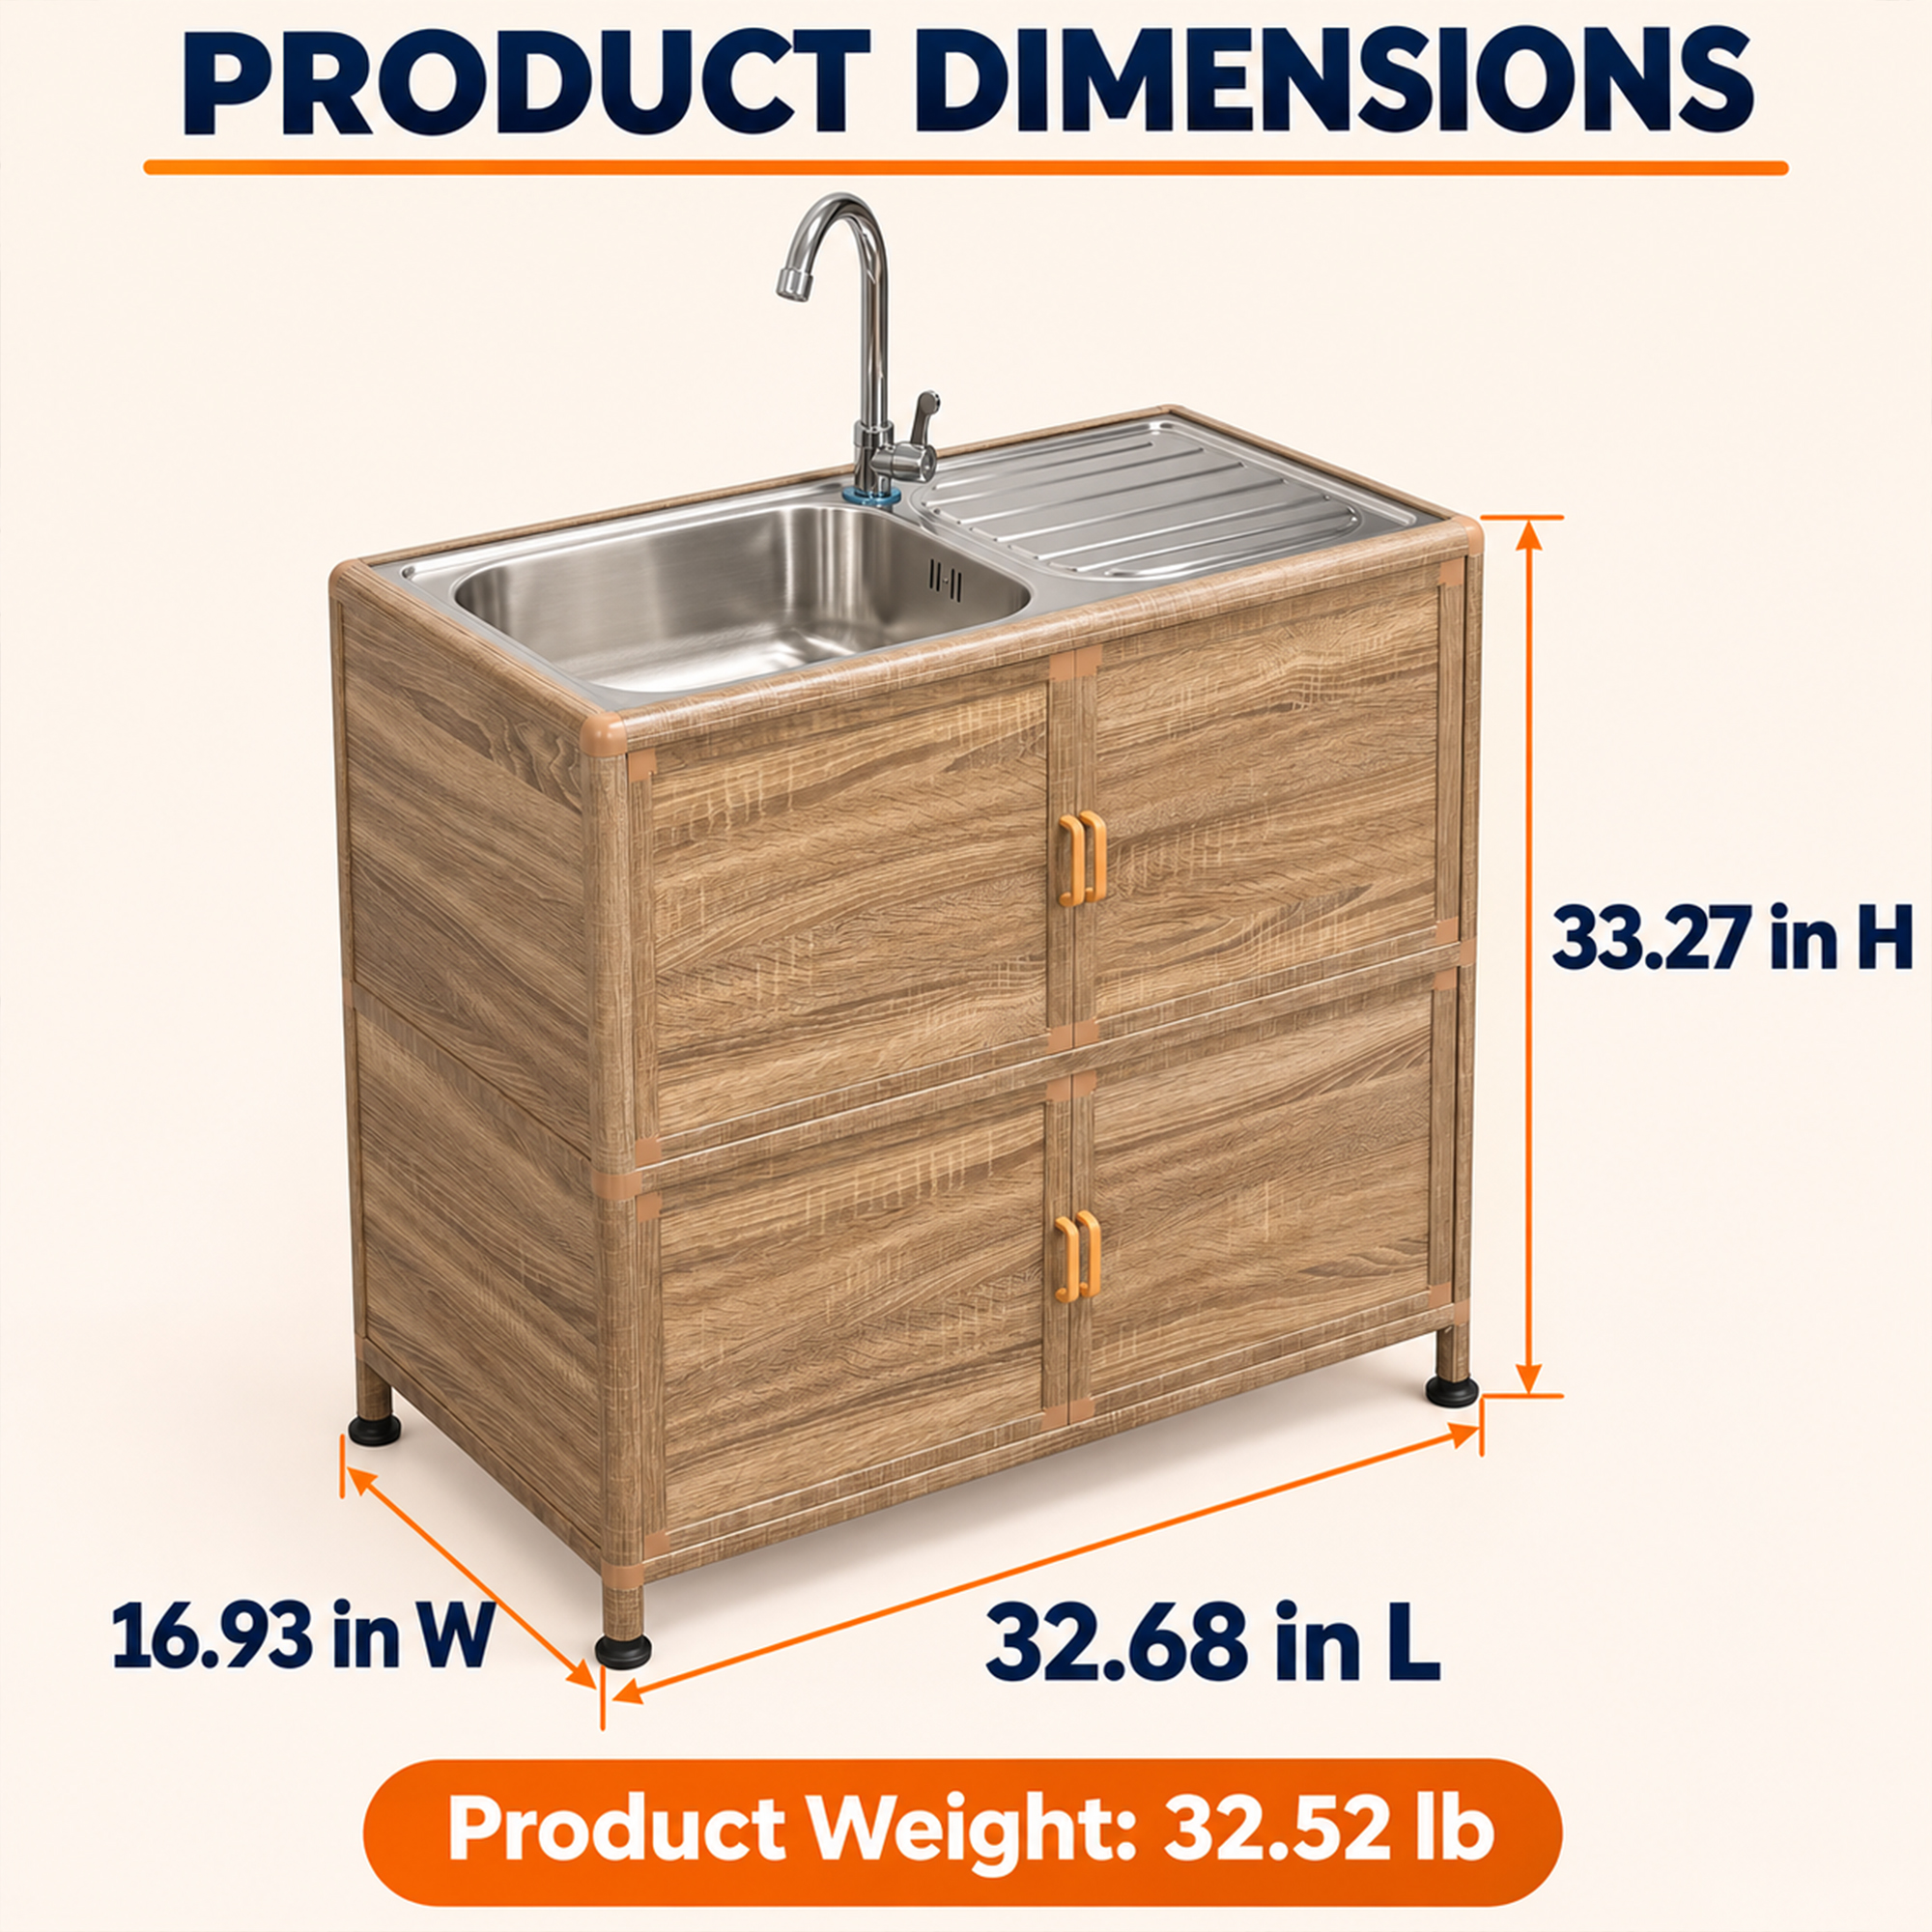 PRODUCT DIMENSIONS
33.27 in H
16.93 in W
32.68 in L
Product Weight: 32.52 lb